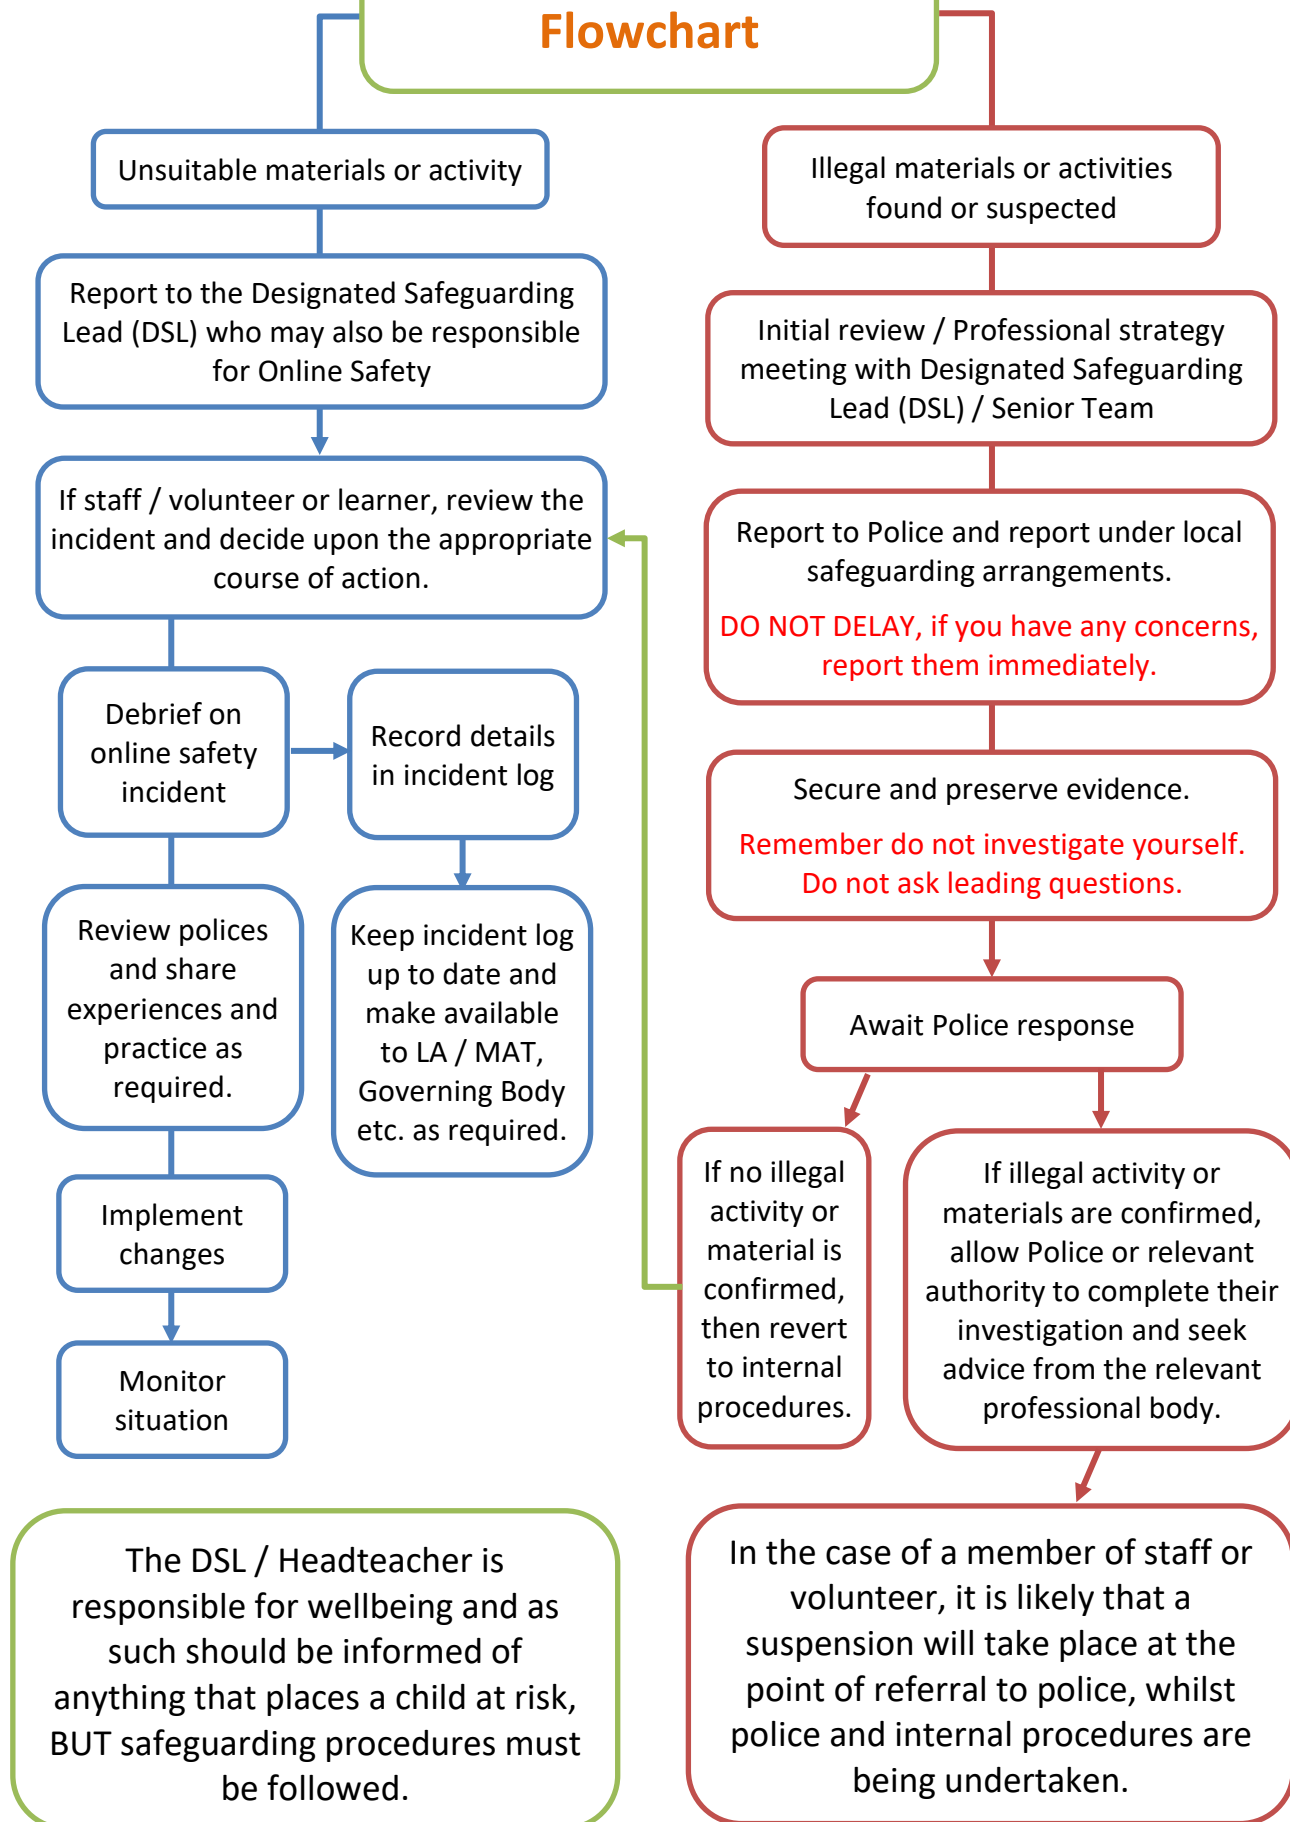 Flowchart
Unsuitable materials or activity
Report to the Designated Safeguarding
Lead (DSL) who may also be responsible
for Online Safety
If staff / volunteer or learner, review the
incident and decide upon the appropriate
course of action.
Debrief on
online safety
incident
Record details
in incident log
Review polices
and share
experiences and
practice as
required.
Keep incident log
up to date and
make available
to LA / MAT,
Governing Body
etc. as required.
Implement
changes
Monitor
situation
The DSL / Headteacher is
responsible for wellbeing and as
such should be informed of
anything that places a child at risk,
BUT safeguarding procedures must
be followed.
Illegal materials or activities
found or suspected
Initial review / Professional strategy
meeting with Designated Safeguarding
Lead (DSL) / Senior Team
Report to Police and report under local
safeguarding arrangements.
DO NOT DELAY, if you have any concerns,
report them immediately.
Secure and preserve evidence.
Remember do not investigate yourself.
Do not ask leading questions.
Await Police response
If no illegal
activity or
material is
confirmed,
then revert
to internal
procedures.
If illegal activity or
materials are confirmed,
allow Police or relevant
authority to complete their
investigation and seek
advice from the relevant
professional body.
In the case of a member of staff or
volunteer, it is likely that a
suspension will take place at the
point of referral to police, whilst
police and internal procedures are
being undertaken.